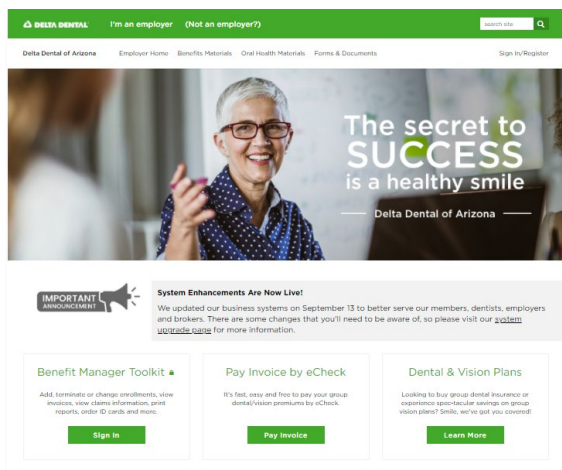 DELTA DENTAL
I'm an employer (Not an employer?)
search site
Delta Dental of Arizona Employer Home Benefits Materials Oral Health Materials Forms & Documents Sign In/Register
The secret to
SUCCESS
is a healthy smile
Delta Dental of Arizona
IMPORTANT
ANNOUNCEMENT
System Enhancements Are Now Live!
We updated our business systems on September 13 to better serve our members, dentists, employers
and brokers. There are some changes that you'll need to be aware of, so please visit our system
upgrade page for more information.
Benefit Manager Toolkit
Add, terminate or change enrollments, view
invoices, view claims information, print
reports, order ID cards and more.
Sign In
Pay Invoice by eCheck
It's fast, easy and free to pay your group
dental/vision premiums by eCheck.
Pay Invoice
Dental & Vision Plans
Looking to buy group dental insurance or
experience spec-tacular savings on group
vision plans? Smile, we've got you covered!
Learn More